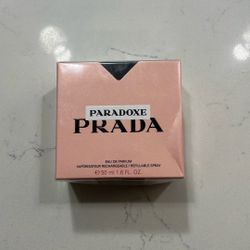 PARADOXE
PRADA
EAU DE PARFUM
VAPORISATEUR RECHARGEABLE / REFILLABLE SPRAY
℮ 50 ml 1.6 FL. OZ.